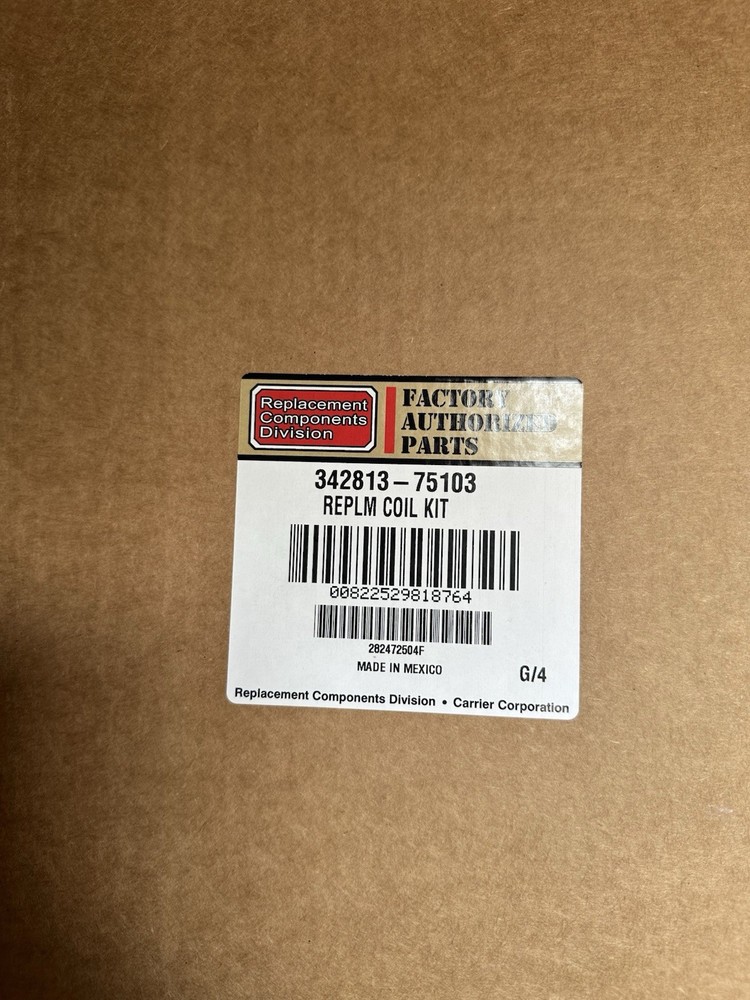 Replacement
Components
Division
FACTORY
AUTHORIZED
PARTS
342813-75103
REPLM COIL KIT
00822529818764
282472504F
MADE IN MEXICO
G/4
Replacement Components Division • Carrier Corporation